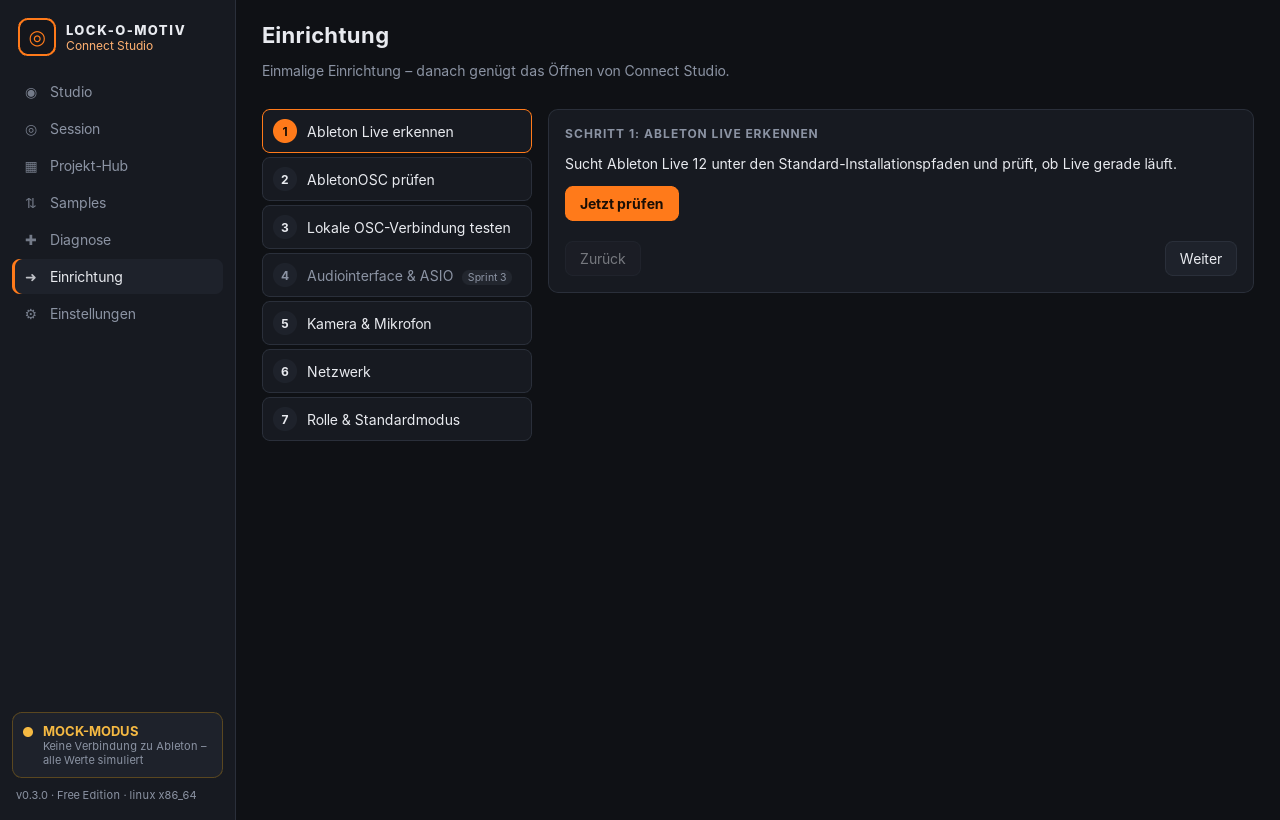 LOCK-O-MOTIV
Connect Studio
Studio
Session
Projekt-Hub
Samples
Diagnose
Einrichtung
Einstellungen
MOCK-MODUS
Keine Verbindung zu Ableton –
alle Werte simuliert
v0.3.0 · Free Edition · linux x86_64
Einrichtung
Einmalige Einrichtung – danach genügt das Öffnen von Connect Studio.
1 Ableton Live erkennen
2 AbletonOSC prüfen
3 Lokale OSC-Verbindung testen
4 Audiointerface & ASIO Sprint 3
5 Kamera & Mikrofon
6 Netzwerk
7 Rolle & Standardmodus
SCHRITT 1: ABLETON LIVE ERKENNEN
Sucht Ableton Live 12 unter den Standard-Installationspfaden und prüft, ob Live gerade läuft.
Jetzt prüfen
Zurück
Weiter